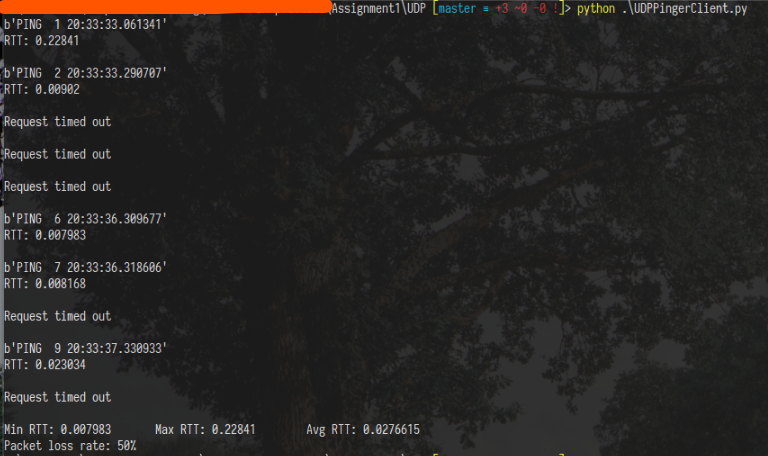 \Assignment1\UDP [master ≡ +3 ~0 -0 !]> python .\UDPPingerClient.py
b'PING  1 20:33:33.061341'
RTT: 0.22841
b'PING  2 20:33:33.290707'
RTT: 0.00902
Request timed out
Request timed out
Request timed out
b'PING  6 20:33:36.309677'
RTT: 0.007983
b'PING  7 20:33:36.318606'
RTT: 0.008168
Request timed out
b'PING  9 20:33:37.330933'
RTT: 0.023034
Request timed out
Min RTT: 0.007983       Max RTT: 0.22841        Avg RTT: 0.0276615
Packet loss rate: 50%